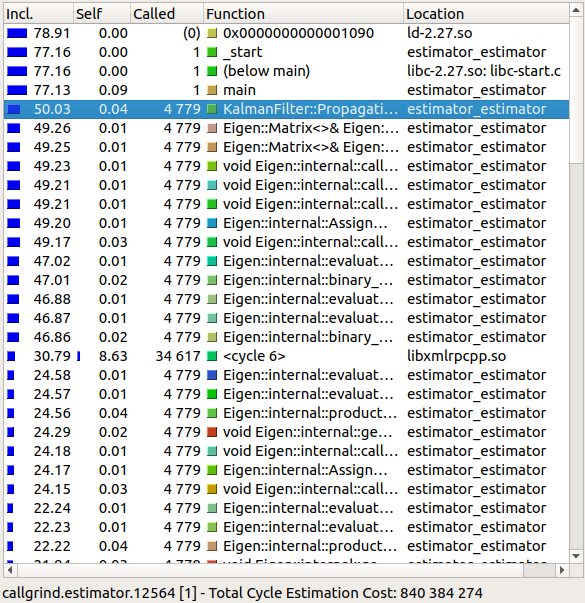 Incl. Self Called Function Location
78.91 0.00 (0) 0x0000000000001090 ld-2.27.so
77.16 0.00 1 _start estimator_estimator
77.16 0.00 1 (below main) libc-2.27.so: libc-start.c
77.13 0.09 1 main estimator_estimator
50.03 0.04 4 779 KalmanFilter::Propagati... estimator_estimator
49.26 0.01 4 779 Eigen::Matrix<>& Eigen:... estimator_estimator
49.25 0.01 4 779 Eigen::Matrix<>& Eigen:... estimator_estimator
49.23 0.01 4 779 void Eigen::internal::call... estimator_estimator
49.21 0.01 4 779 void Eigen::internal::call... estimator_estimator
49.21 0.01 4 779 void Eigen::internal::call... estimator_estimator
49.20 0.01 4 779 Eigen::internal::Assign... estimator_estimator
49.17 0.03 4 779 void Eigen::internal::call... estimator_estimator
47.02 0.01 4 779 Eigen::internal::evaluat... estimator_estimator
47.01 0.02 4 779 Eigen::internal::binary_... estimator_estimator
46.88 0.01 4 779 Eigen::internal::evaluat... estimator_estimator
46.87 0.01 4 779 Eigen::internal::evaluat... estimator_estimator
46.86 0.02 4 779 Eigen::internal::binary_... estimator_estimator
30.79 8.63 34 617 <cycle 6> libxmlrpcpp.so
24.58 0.01 4 779 Eigen::internal::evaluat... estimator_estimator
24.57 0.01 4 779 Eigen::internal::evaluat... estimator_estimator
24.56 0.04 4 779 Eigen::internal::product... estimator_estimator
24.29 0.02 4 779 void Eigen::internal::ge... estimator_estimator
24.18 0.01 4 779 void Eigen::internal::call... estimator_estimator
24.17 0.01 4 779 Eigen::internal::Assign... estimator_estimator
24.15 0.03 4 779 void Eigen::internal::call... estimator_estimator
22.24 0.01 4 779 Eigen::internal::evaluat... estimator_estimator
22.23 0.01 4 779 Eigen::internal::evaluat... estimator_estimator
22.22 0.04 4 779 Eigen::internal::product... estimator_estimator
callgrind.estimator.12564 [1] - Total Cycle Estimation Cost: 840 384 274